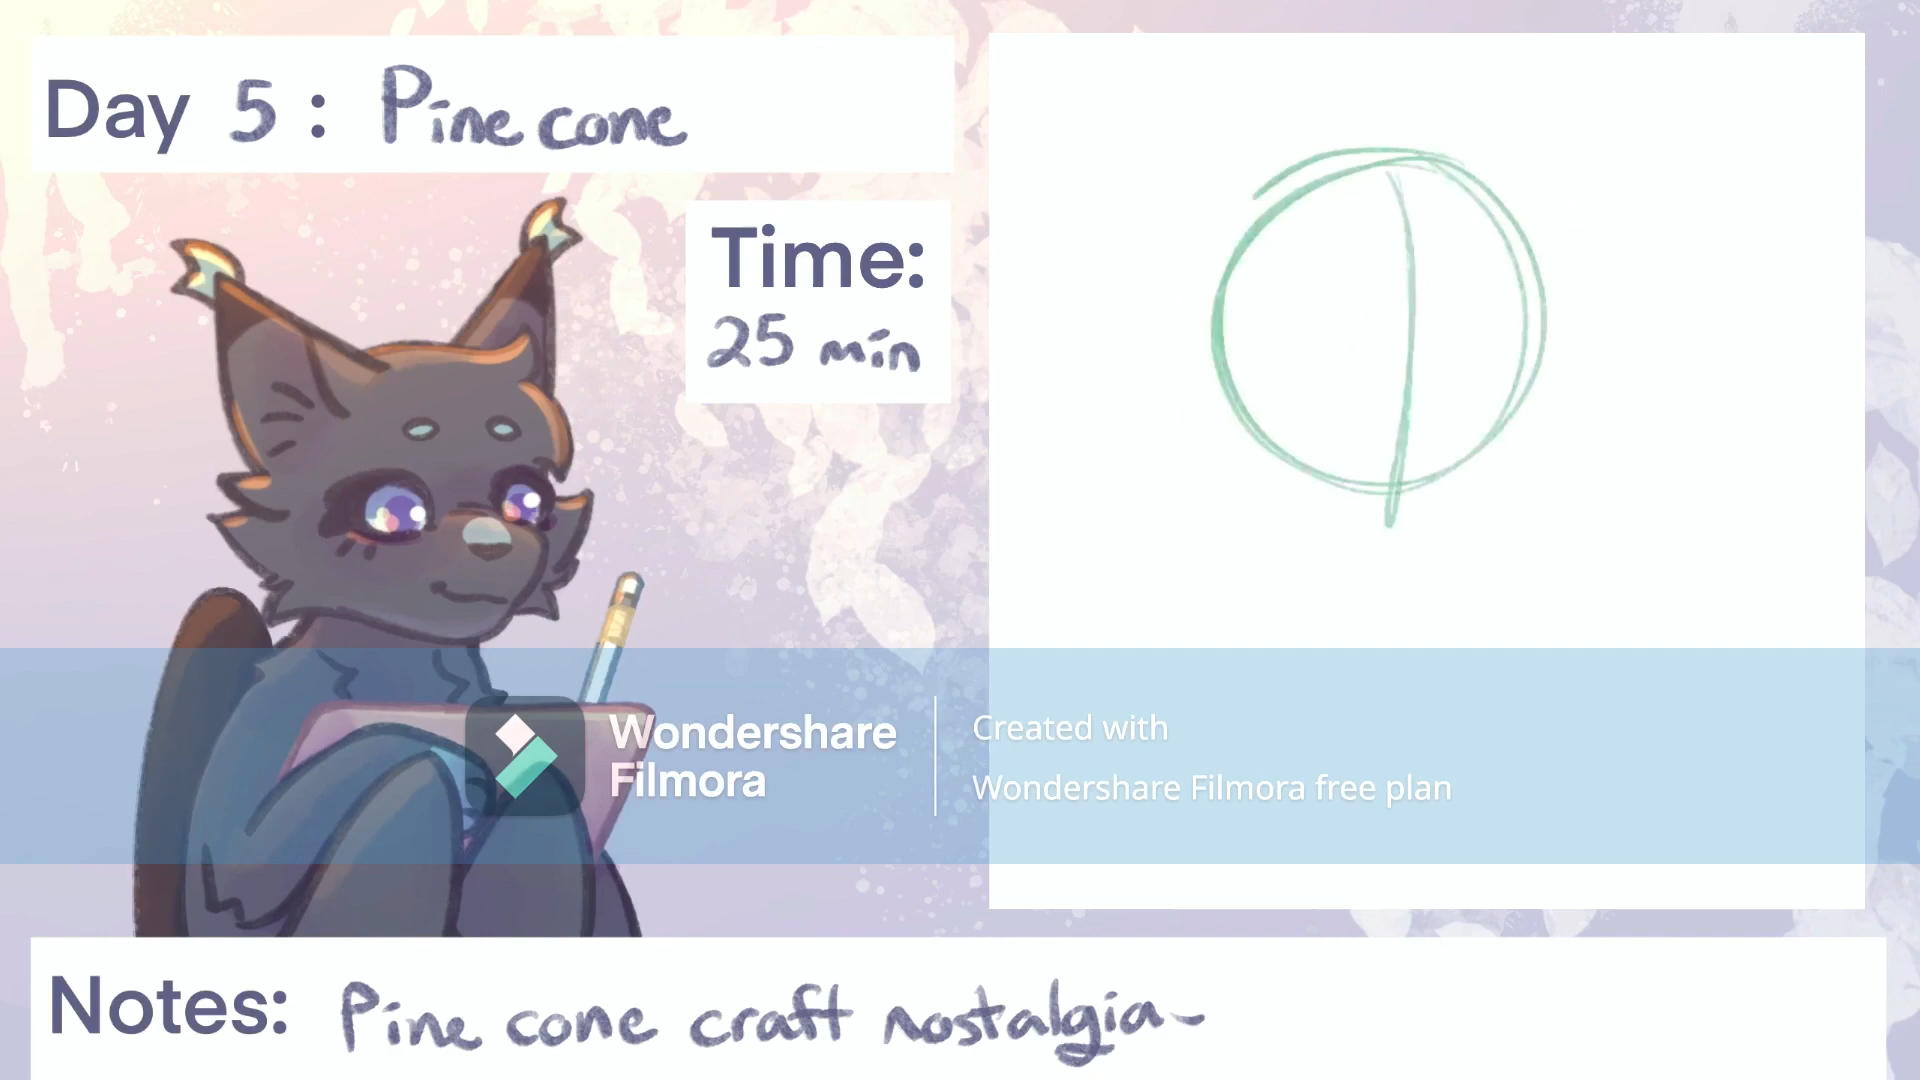 Day 5 : Pine cone
Time:
25 min
Wondershare
Filmora
Created with
Wondershare Filmora free plan
Notes: Pine cone craft nostalgia~